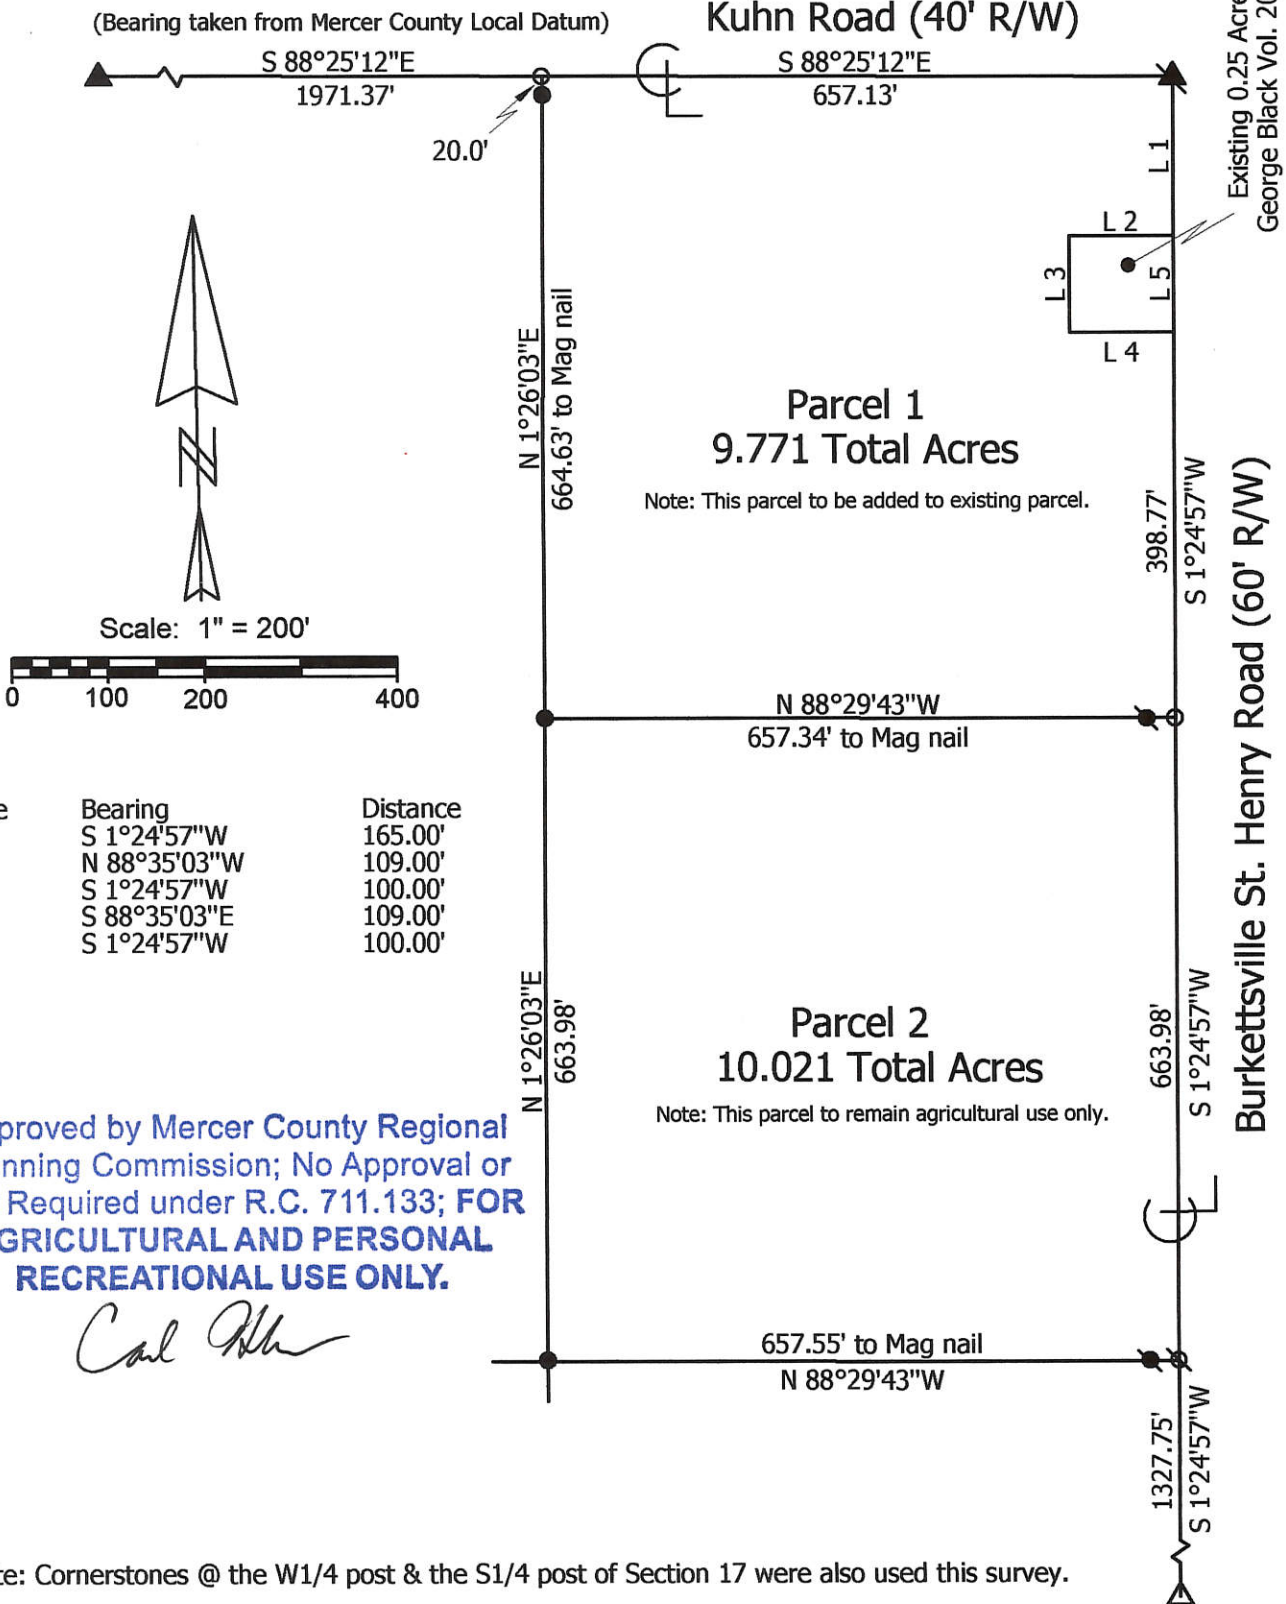 (Bearing taken from Mercer County Local Datum)
Kuhn Road (40' R/W)
S 88°25'12"E
1971.37'
S 88°25'12"E
657.13'
20.0'
L 1
Existing 0.25 Acre
George Black Vol. 20
L 2
L 3
L 5
L 4
N 1°26'03"E
664.63' to Mag nail
Parcel 1
9.771 Total Acres
Note: This parcel to be added to existing parcel.
398.77'
S 1°24'57"W
Burkettsville St. Henry Road (60' R/W)
N
Scale: 1" = 200'
0 100 200 400
N 88°29'43"W
657.34' to Mag nail
e Bearing Distance
S 1°24'57"W 165.00'
N 88°35'03"W 109.00'
S 1°24'57"W 100.00'
S 88°35'03"E 109.00'
S 1°24'57"W 100.00'
N 1°26'03"E
663.98'
Parcel 2
10.021 Total Acres
Note: This parcel to remain agricultural use only.
663.98'
S 1°24'57"W
proved by Mercer County Regional
nning Commission; No Approval or
Required under R.C. 711.133; FOR
GRICULTURAL AND PERSONAL
RECREATIONAL USE ONLY.
657.55' to Mag nail
N 88°29'43"W
1327.75'
S 1°24'57"W
te: Cornerstones @ the W1/4 post & the S1/4 post of Section 17 were also used this survey.